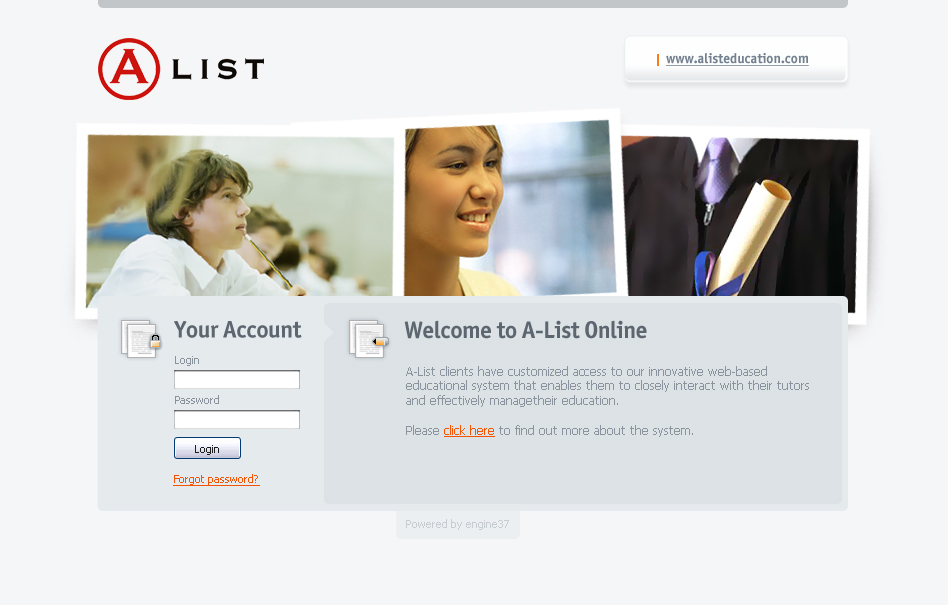 A LIST
www.alisteducation.com
Your Account
Login
Password
Login
Forgot password?
Welcome to A-List Online
A-List clients have customized access to our innovative web-based
educational system that enables them to closely interact with their tutors
and effectively managetheir education.
Please click here to find out more about the system.
Powered by engine37